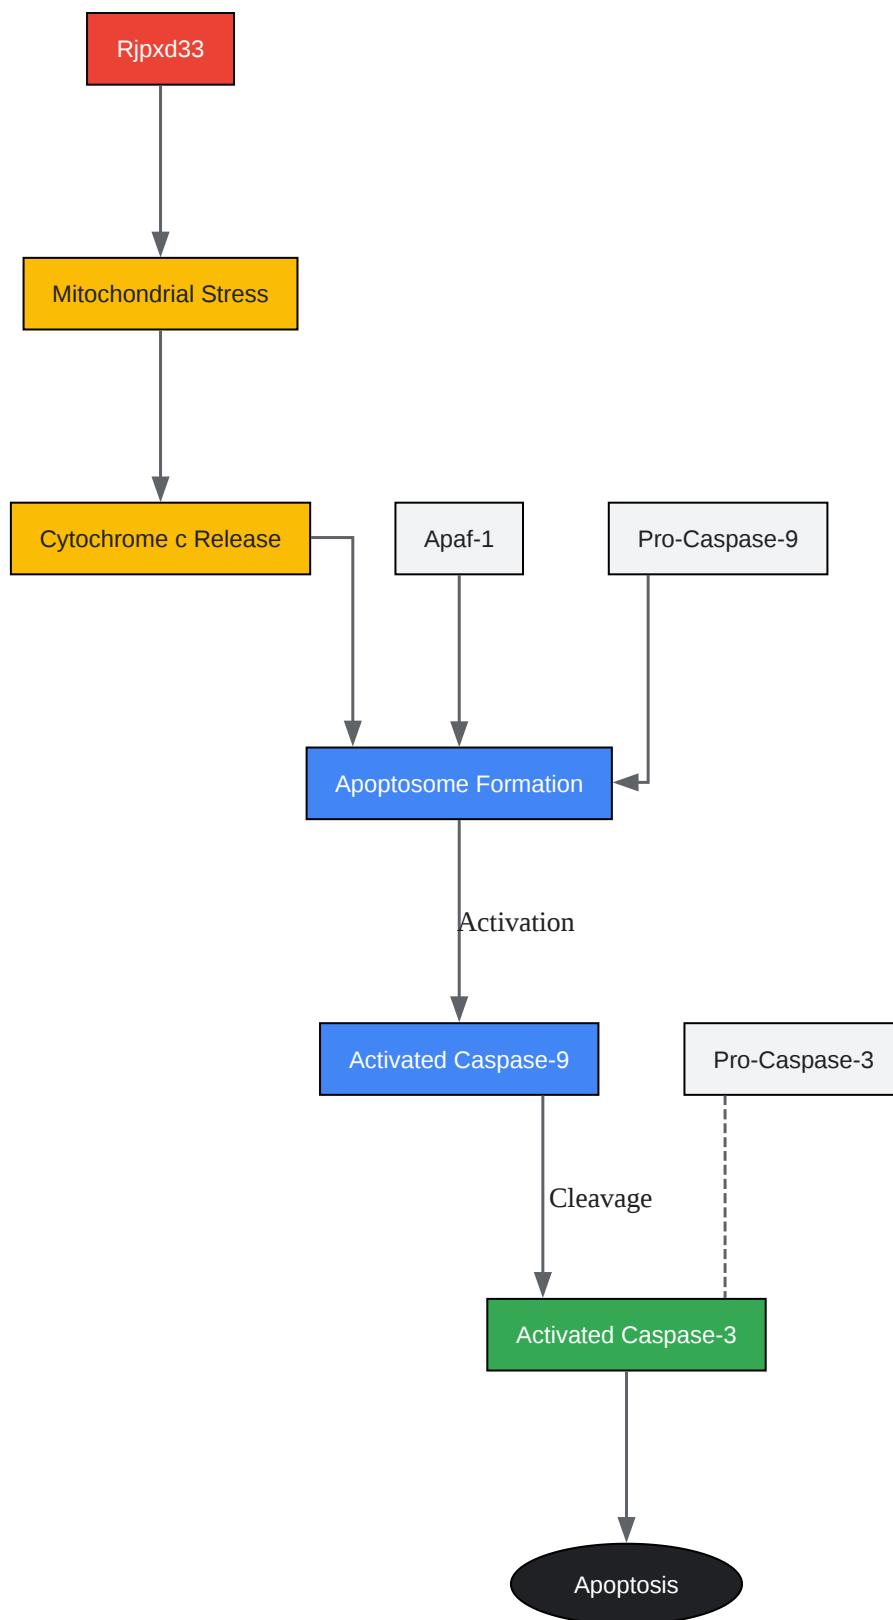 Rjpxd33
Mitochondrial Stress
Cytochrome c Release
Apaf-1
Pro-Caspase-9
Apoptosome Formation
Activation
Activated Caspase-9
Pro-Caspase-3
Cleavage
Activated Caspase-3
Apoptosis